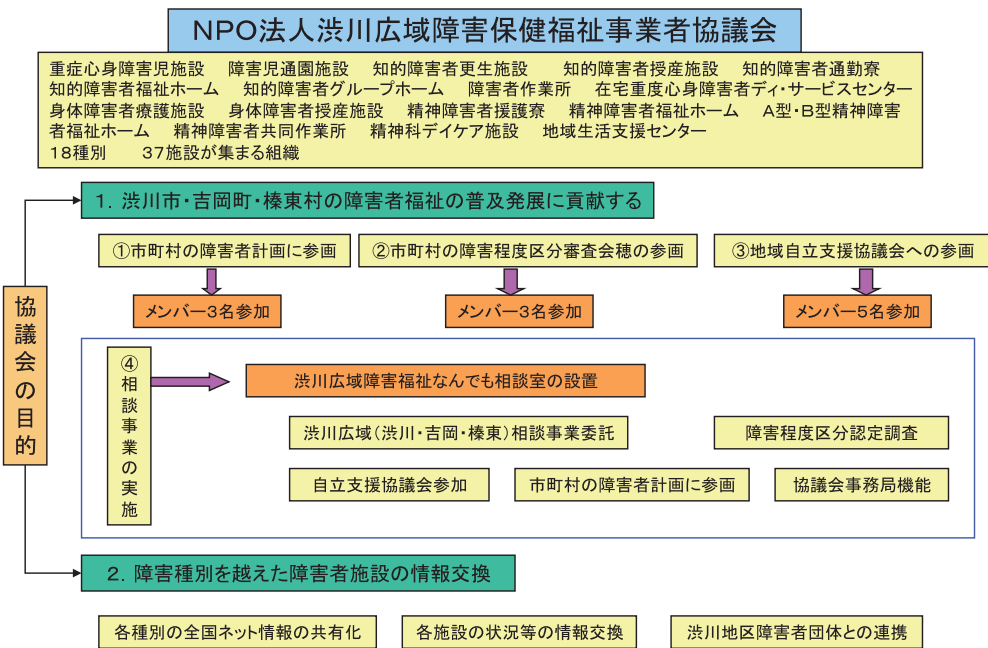 NPO法人渋川広域障害保健福祉事業者協議会
重症心身障害児施設　障害児通園施設　知的障害者更生施設　知的障害者授産施設　知的障害者通勤寮
知的障害者福祉ホーム　知的障害者グループホーム　障害者作業所　在宅重度心身障害者ディ・サービスセンター
身体障害者療護施設　身体障害者授産施設　精神障害者援護寮　精神障害者福祉ホーム　A型・B型精神障害
者福祉ホーム　精神障害者共同作業所　精神科デイケア施設　地域生活支援センター
18種別　37施設が集まる組織
協議会の目的
1．渋川市・吉岡町・榛東村の障害者福祉の普及発展に貢献する
①市町村の障害者計画に参画
②市町村の障害程度区分審査会穂の参画
③地域自立支援協議会への参画
メンバー3名参加
メンバー3名参加
メンバー5名参加
④相談事業の実施
渋川広域障害福祉なんでも相談室の設置
渋川広域（渋川・吉岡・榛東）相談事業委託
障害程度区分認定調査
自立支援協議会参加
市町村の障害者計画に参画
協議会事務局機能
2．障害種別を越えた障害者施設の情報交換
各種別の全国ネット情報の共有化
各施設の状況等の情報交換
渋川地区障害者団体との連携